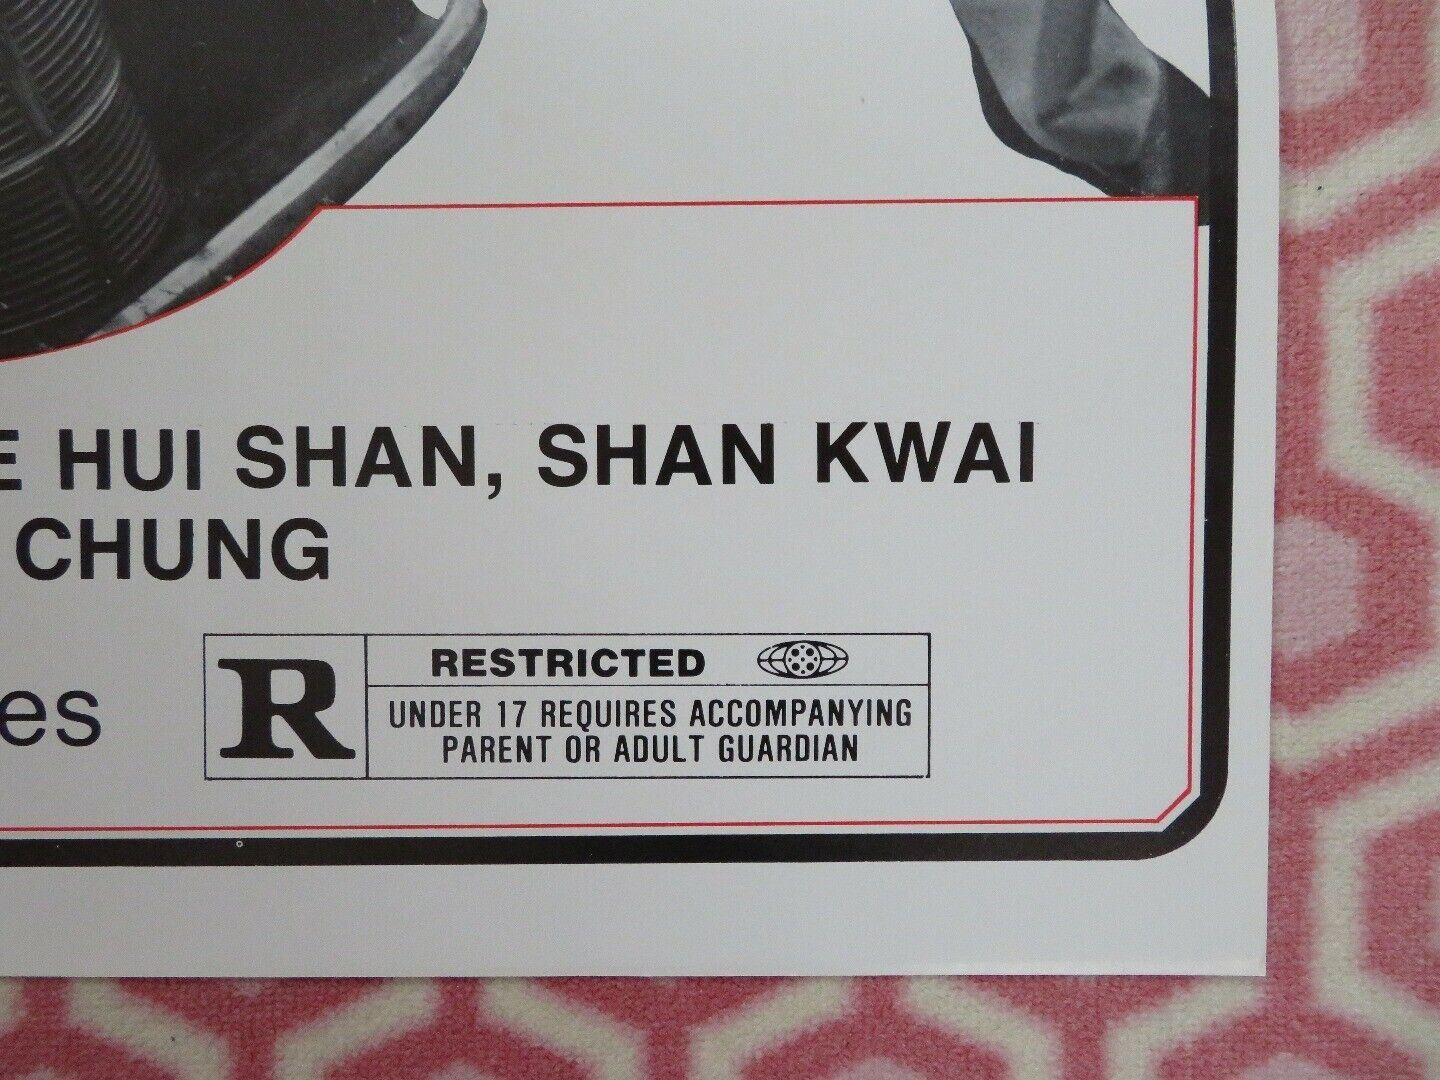 E HUI SHAN, SHAN KWAI
CHUNG
es
R
RESTRICTED
UNDER 17 REQUIRES ACCOMPANYING
PARENT OR ADULT GUARDIAN